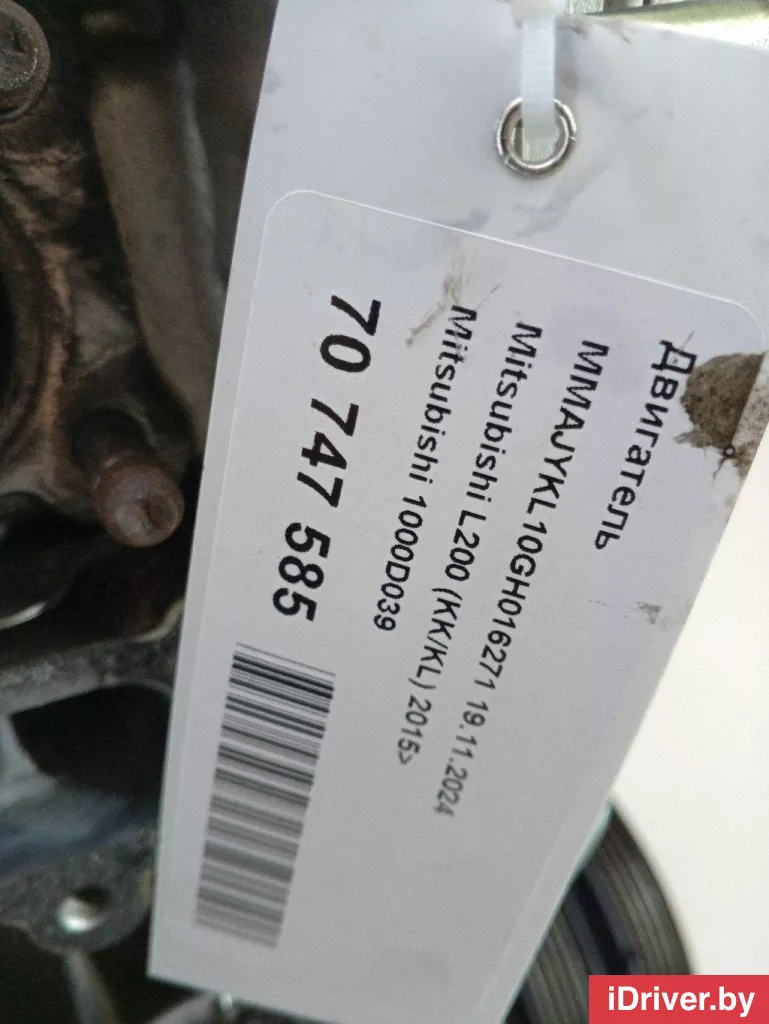 Двигатель
MMAJYKL10GH016271 19.11.2024
Mitsubishi L200 (KK/KL) 2015>
Mitsubishi 1000D039
70 747 585
iDriver.by